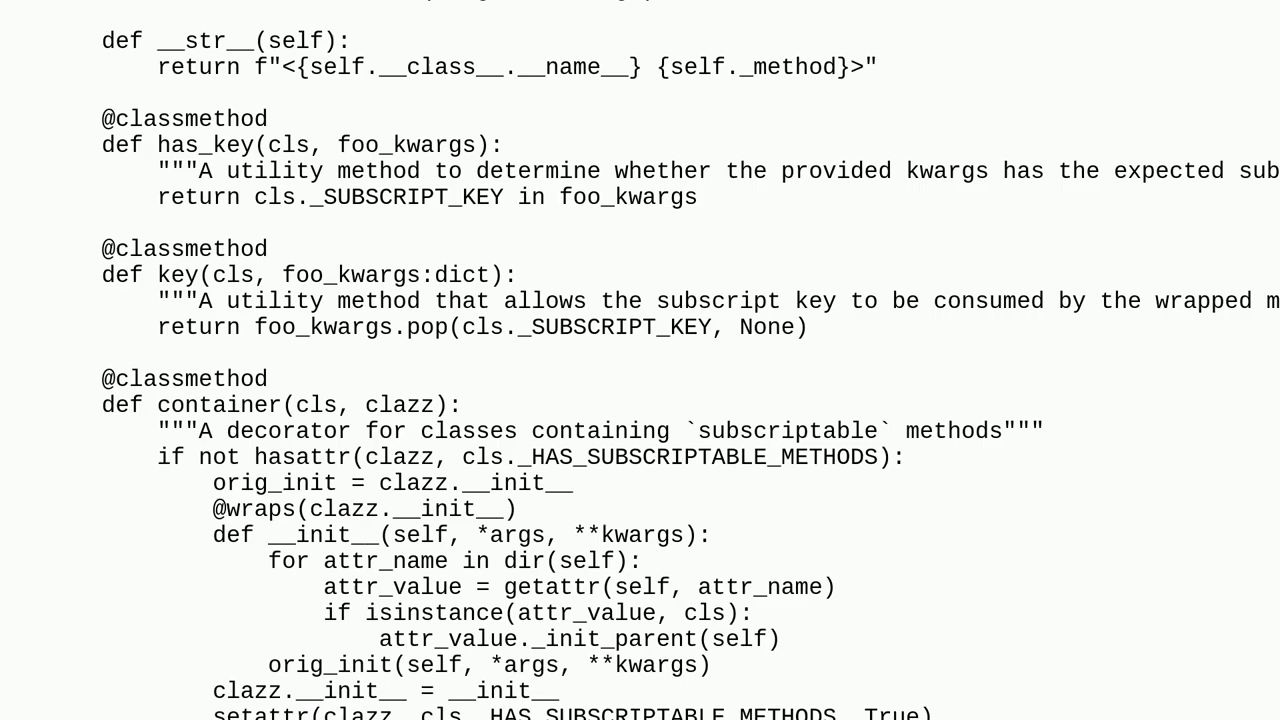 def __str__(self):
return f"<{self.__class__.__name__} {self._method}>"
@classmethod
def has_key(cls, foo_kwargs):
"""A utility method to determine whether the provided kwargs has the expected sub
return cls._SUBSCRIPT_KEY in foo_kwargs
@classmethod
def key(cls, foo_kwargs:dict):
"""A utility method that allows the subscript key to be consumed by the wrapped m
return foo_kwargs.pop(cls._SUBSCRIPT_KEY, None)
@classmethod
def container(cls, clazz):
"""A decorator for classes containing `subscriptable` methods"""
if not hasattr(clazz, cls._HAS_SUBSCRIPTABLE_METHODS):
orig_init = clazz.__init__
@wraps(clazz.__init__)
def __init__(self, *args, **kwargs):
for attr_name in dir(self):
attr_value = getattr(self, attr_name)
if isinstance(attr_value, cls):
attr_value._init_parent(self)
orig_init(self, *args, **kwargs)
clazz.__init__ = __init__
setattr(clazz, cls._HAS_SUBSCRIPTABLE_METHODS, True)